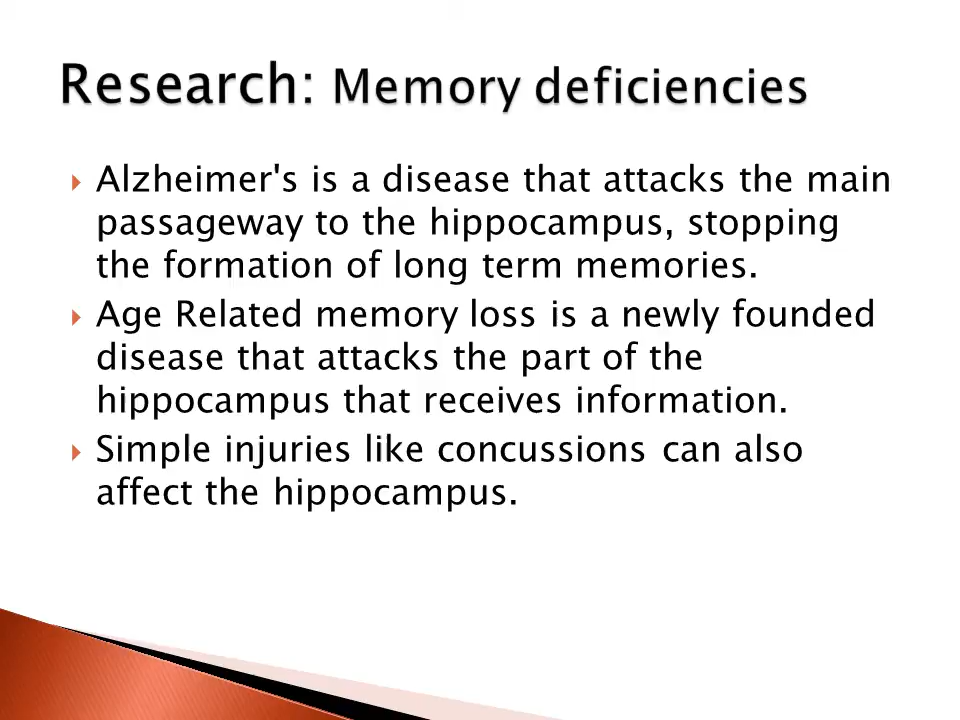 Research: Memory deficiencies
Alzheimer's is a disease that attacks the main
passageway to the hippocampus, stopping
the formation of long term memories.
Age Related memory loss is a newly founded
disease that attacks the part of the
hippocampus that receives information.
Simple injuries like concussions can also
affect the hippocampus.